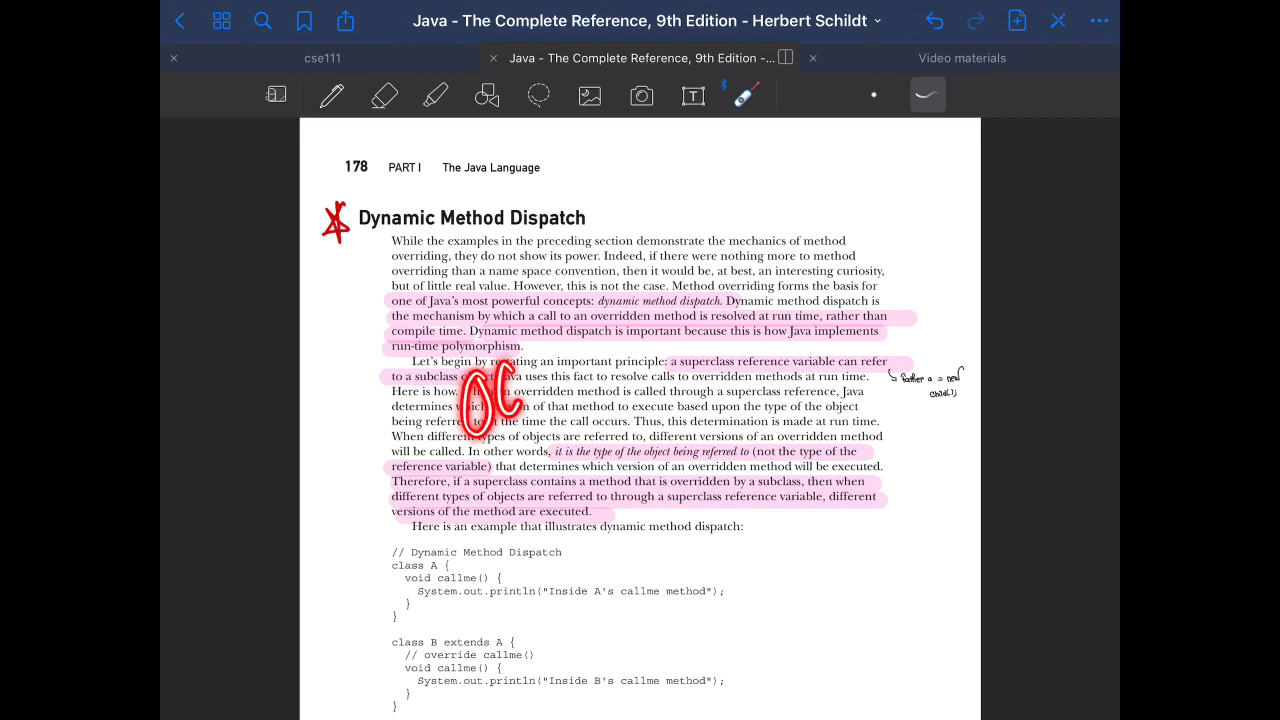 Java - The Complete Reference, 9th Edition - Herbert Schildt
cse111
Java - The Complete Reference, 9th Edition -...
Video materials
T
178 PART I The Java Language
Dynamic Method Dispatch
While the examples in the preceding section demonstrate the mechanics of method
overriding, they do not show its power. Indeed, if there were nothing more to method
overriding than a name space convention, then it would be, at best, an interesting curiosity,
but of little real value. However, this is not the case. Method overriding forms the basis for
one of Java's most powerful concepts: dynamic method dispatch. Dynamic method dispatch is
the mechanism by which a call to an overridden method is resolved at run time, rather than
compile time. Dynamic method dispatch is important because this is how Java implements
run-time polymorphism.
Let's begin by restating an important principle: a superclass reference variable can refer
to a subclass Java uses this fact to resolve calls to overridden methods at run time.
Here is how. an overridden method is called through a superclass reference, Java
determines which of that method to execute based upon the type of the object
being referred to the time the call occurs. Thus, this determination is made at run time.
When different types of objects are referred to, different versions of an overridden method
will be called. In other words, it is the type of the object being referred to (not the type of the
reference variable) that determines which version of an overridden method will be executed.
Therefore, if a superclass contains a method that is overridden by a subclass, then when
different types of objects are referred to through a superclass reference variable, different
versions of the method are executed.
Here is an example that illustrates dynamic method dispatch:
father a = new
child();
// Dynamic Method Dispatch
class A {
void callme() {
System.out.println("Inside A's callme method");
}
}
class B extends A {
// override callme()
void callme() {
System.out.println("Inside B's callme method");
}
}